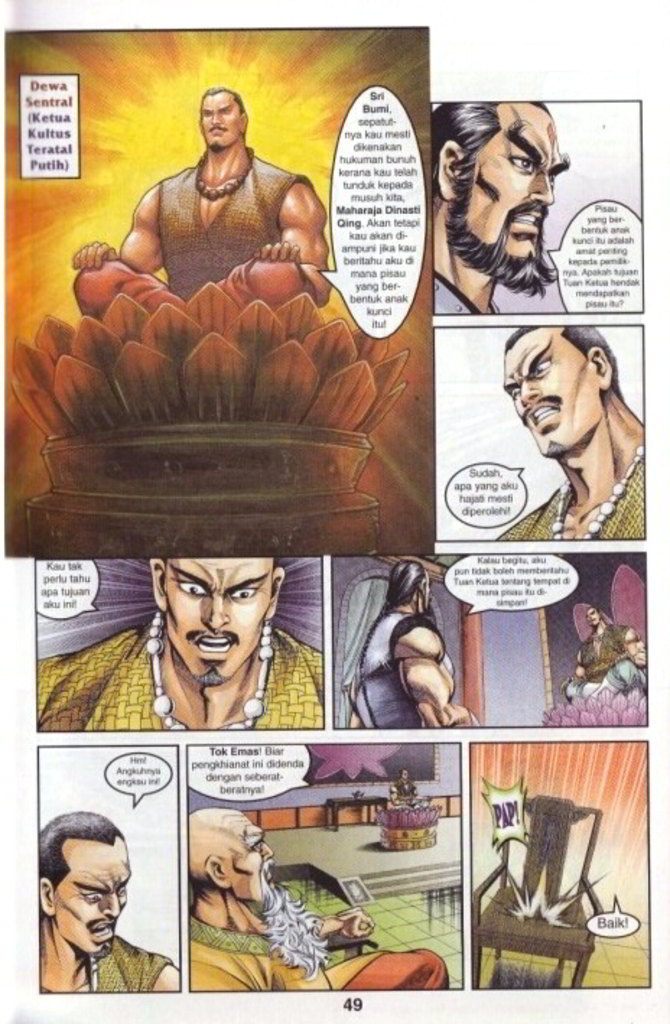 Dewa
Sentral
(Ketua
Kultus
Teratai
Putih)
Sri
Bumi,
sepatut-
nya kau mesti
dikenakan
hukuman bunuh
kerana kau telah
tunduk kepada
musuh kita,
Maharaja Dinasti
Qing. Akan tetapi
kau akan di-
ampuni jika kau
beritahu aku di
mana pisau
yang ber-
bentuk anak
kunci
itu!
Pisau
yang ber-
bentuk anak
kunci itu adalah
amat penting
kepada pemilik-
nya. Apakah tujuan
Tuan Ketua hendak
mendapatkan
pisau itu?
Sudah,
apa yang aku
hajati mesti
diperolehi!
Kau tak
perlu tahu
apa tujuan
aku ini!
Kalau begitu, aku
pun tidak boleh memberitahu
Tuan Ketua tentang tempat di
mana pisau itu di-
simpan!
Hm!
Angkuhnya
engkau ini!
Tok Emas! Biar
pengkhianat ini didenda
dengan seberat-
beratnya!
PAP!
Baik!
49